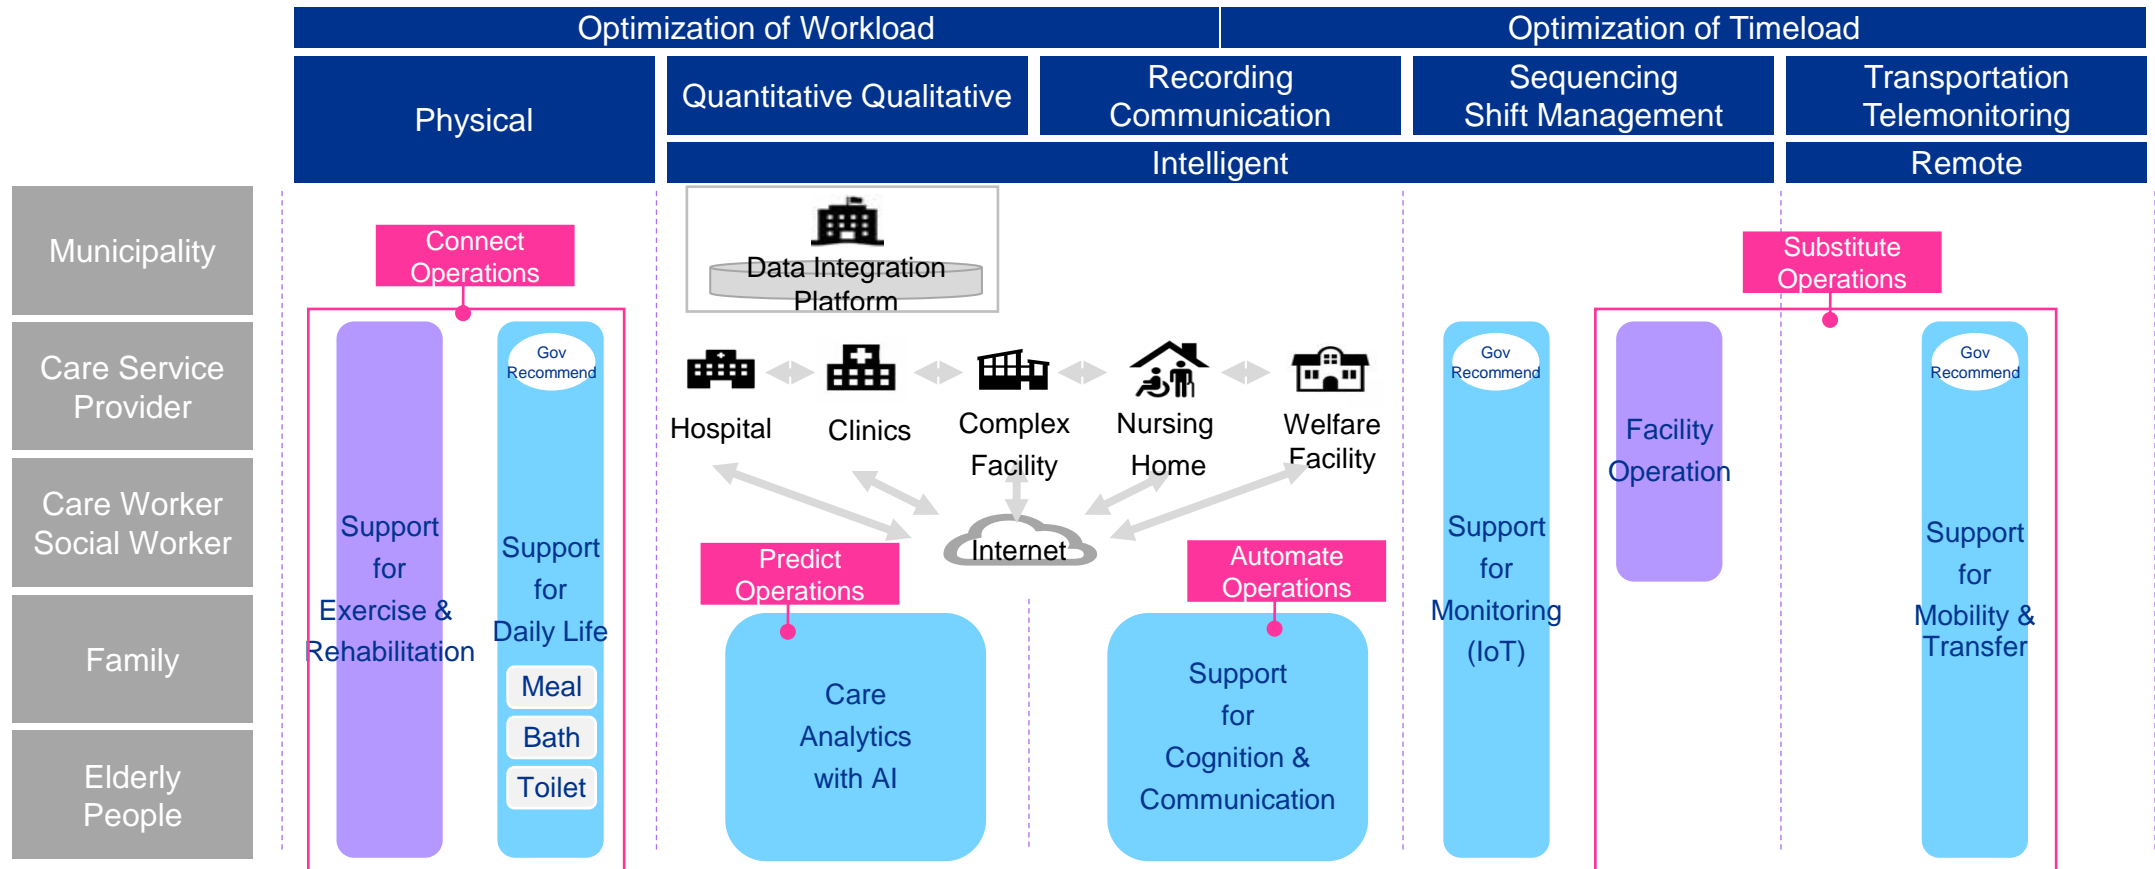 Optimization of Workload
Optimization of Timeload
Physical
Quantitative Qualitative
Recording
Communication
Sequencing
Shift Management
Transportation
Telemonitoring
Intelligent
Remote
Municipality
Care Service
Provider
Care Worker
Social Worker
Family
Elderly
People
Connect
Operations
Support
for
Exercise &
Rehabilitation
Gov
Recommend
Support
for
Daily Life
Meal
Bath
Toilet
Data Integration
Platform
Hospital
Clinics
Complex
Facility
Nursing
Home
Welfare
Facility
Internet
Predict
Operations
Care
Analytics
with AI
Automate
Operations
Support
for
Cognition &
Communication
Gov
Recommend
Support
for
Monitoring
(IoT)
Substitute
Operations
Facility
Operation
Gov
Recommend
Support
for
Mobility &
Transfer